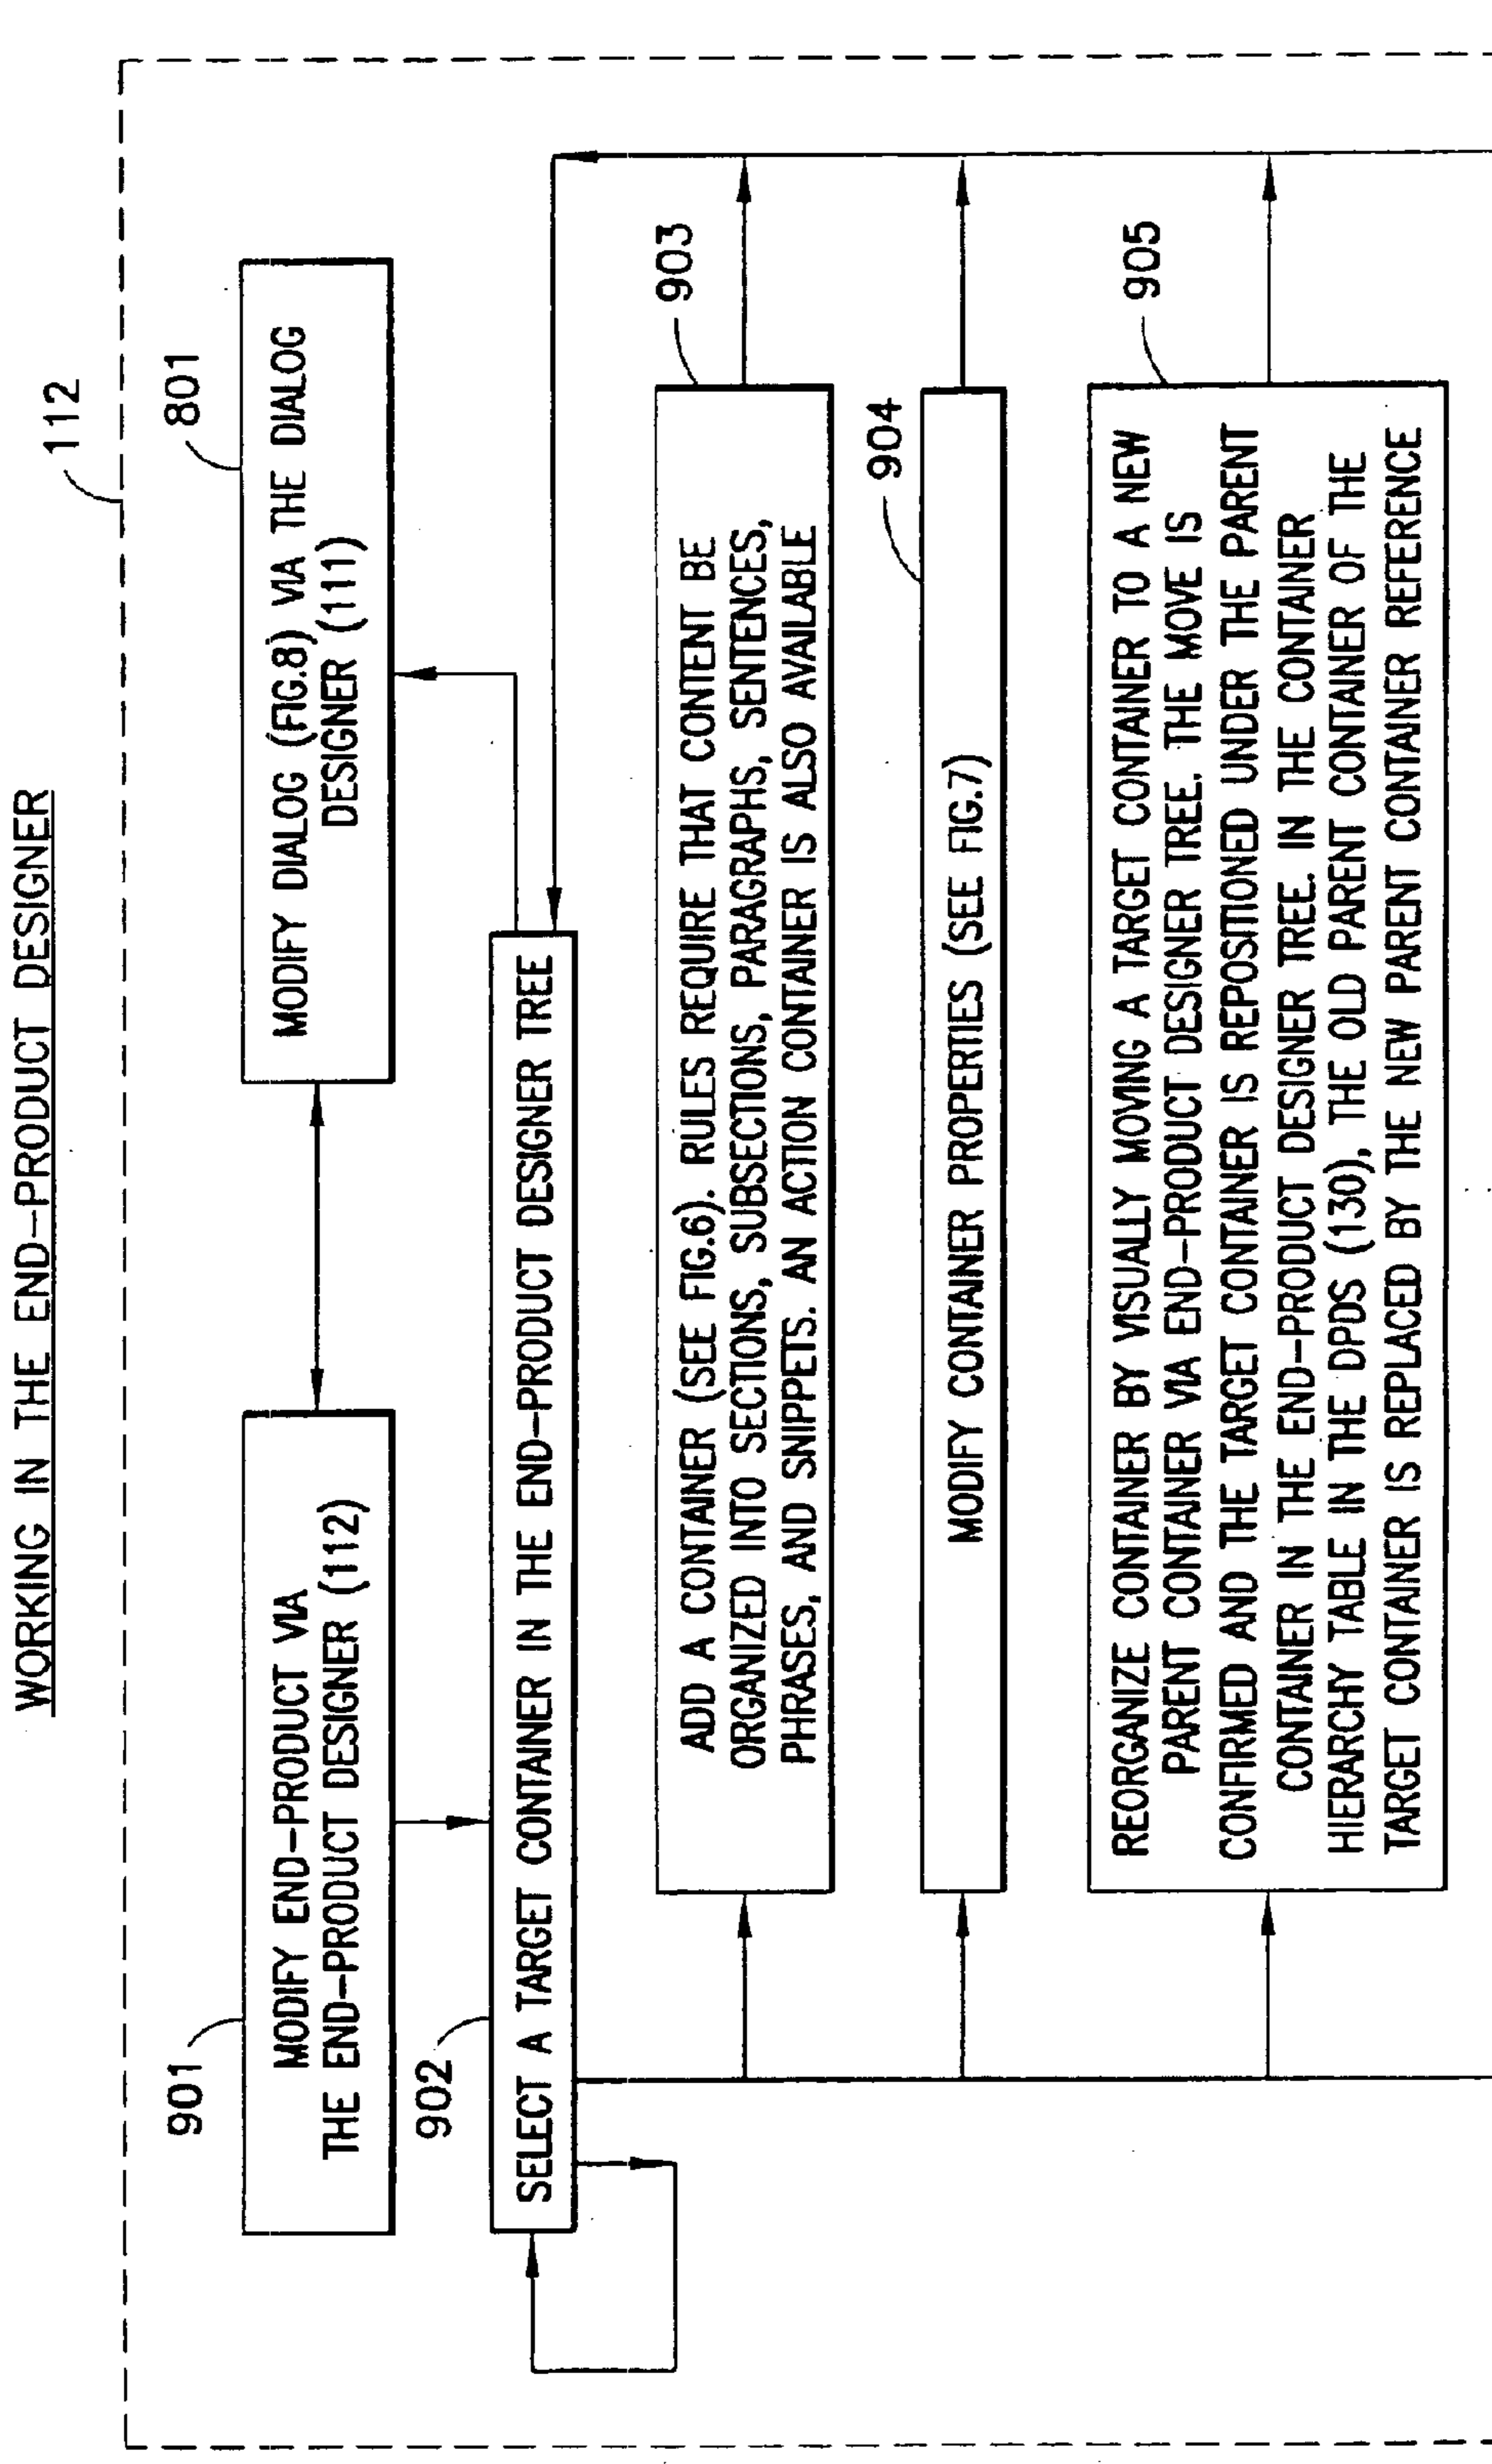 WORKING IN THE END-PRODUCT DESIGNER
112
901
MODIFY END-PRODUCT VIA
THE END-PRODUCT DESIGNER (112)
801
MODIFY DIALOG (FIG.8) VIA THE DIALOG
DESIGNER (111)
902
SELECT A TARGET CONTAINER IN THE END-PRODUCT DESIGNER TREE
903
ADD A CONTAINER (SEE FIG.6). RULES REQUIRE THAT CONTENT BE
ORGANIZED INTO SECTIONS, SUBSECTIONS, PARAGRAPHS, SENTENCES,
PHRASES, AND SNIPPETS. AN ACTION CONTAINER IS ALSO AVAILABLE
904
MODIFY CONTAINER PROPERTIES (SEE FIG.7)
905
REORGANIZE CONTAINER BY VISUALLY MOVING A TARGET CONTAINER TO A NEW
PARENT CONTAINER VIA END-PRODUCT DESIGNER TREE. THE MOVE IS
CONFIRMED AND THE TARGET CONTAINER IS REPOSITIONED UNDER THE PARENT
CONTAINER IN THE END-PRODUCT DESIGNER TREE. IN THE CONTAINER
HIERARCHY TABLE IN THE DPDS (130), THE OLD PARENT CONTAINER OF THE
TARGET CONTAINER IS REPLACED BY THE NEW PARENT CONTAINER REFERENCE